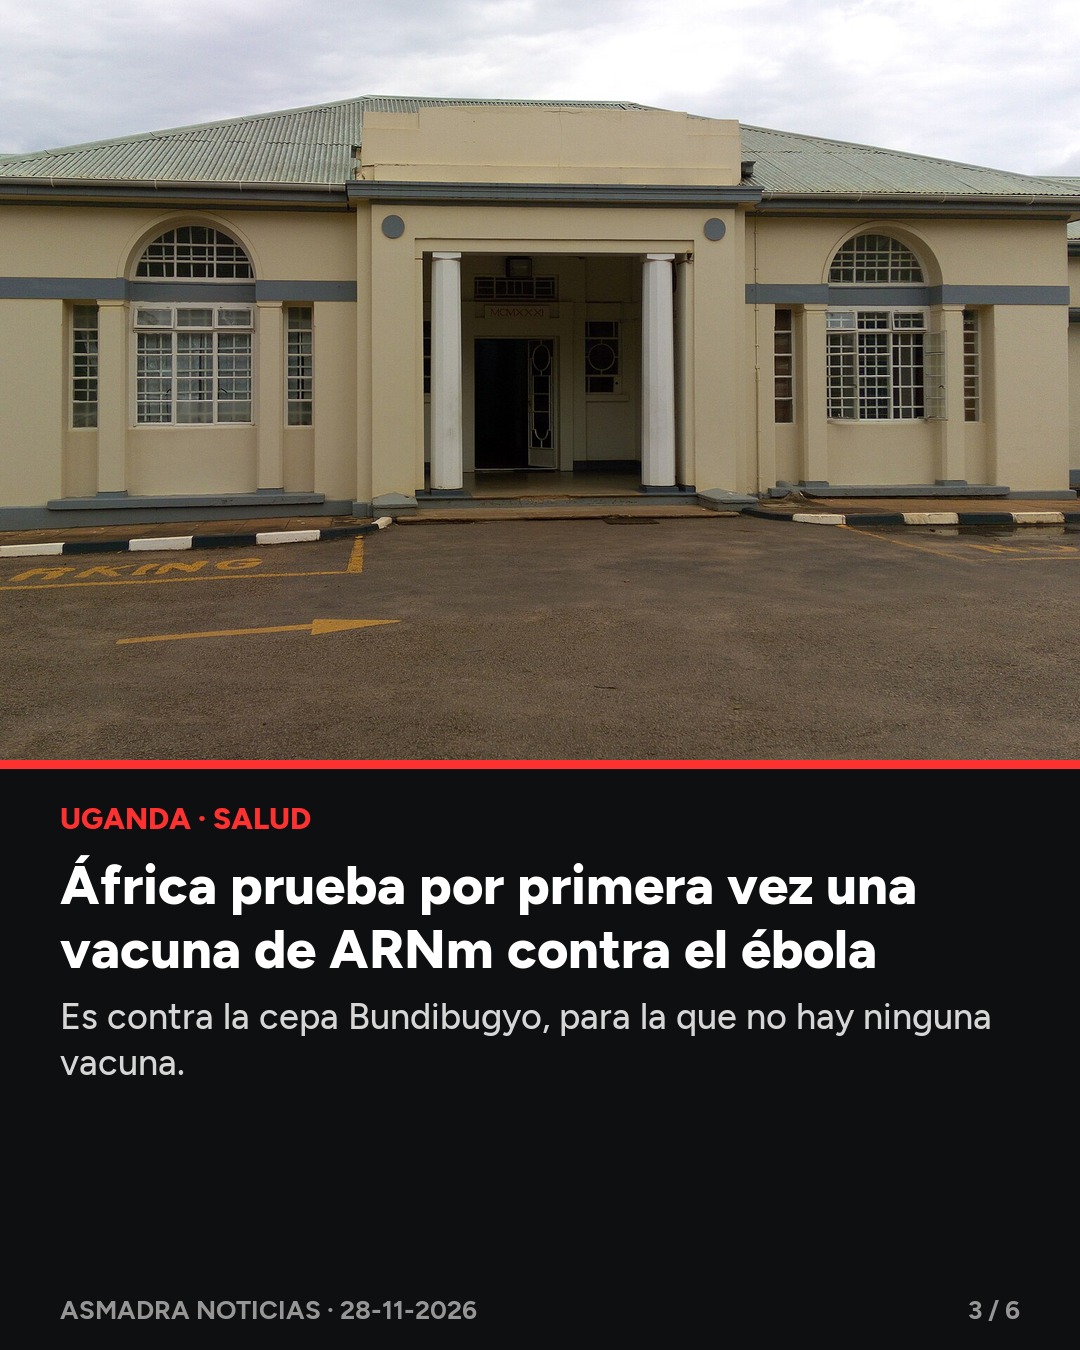 MCMXXXI
RKING
UGANDA · SALUD
África prueba por primera vez una
vacuna de ARNm contra el ébola
Es contra la cepa Bundibugyo, para la que no hay ninguna
vacuna.
ASMADRA NOTICIAS · 28-11-2026
3 / 6